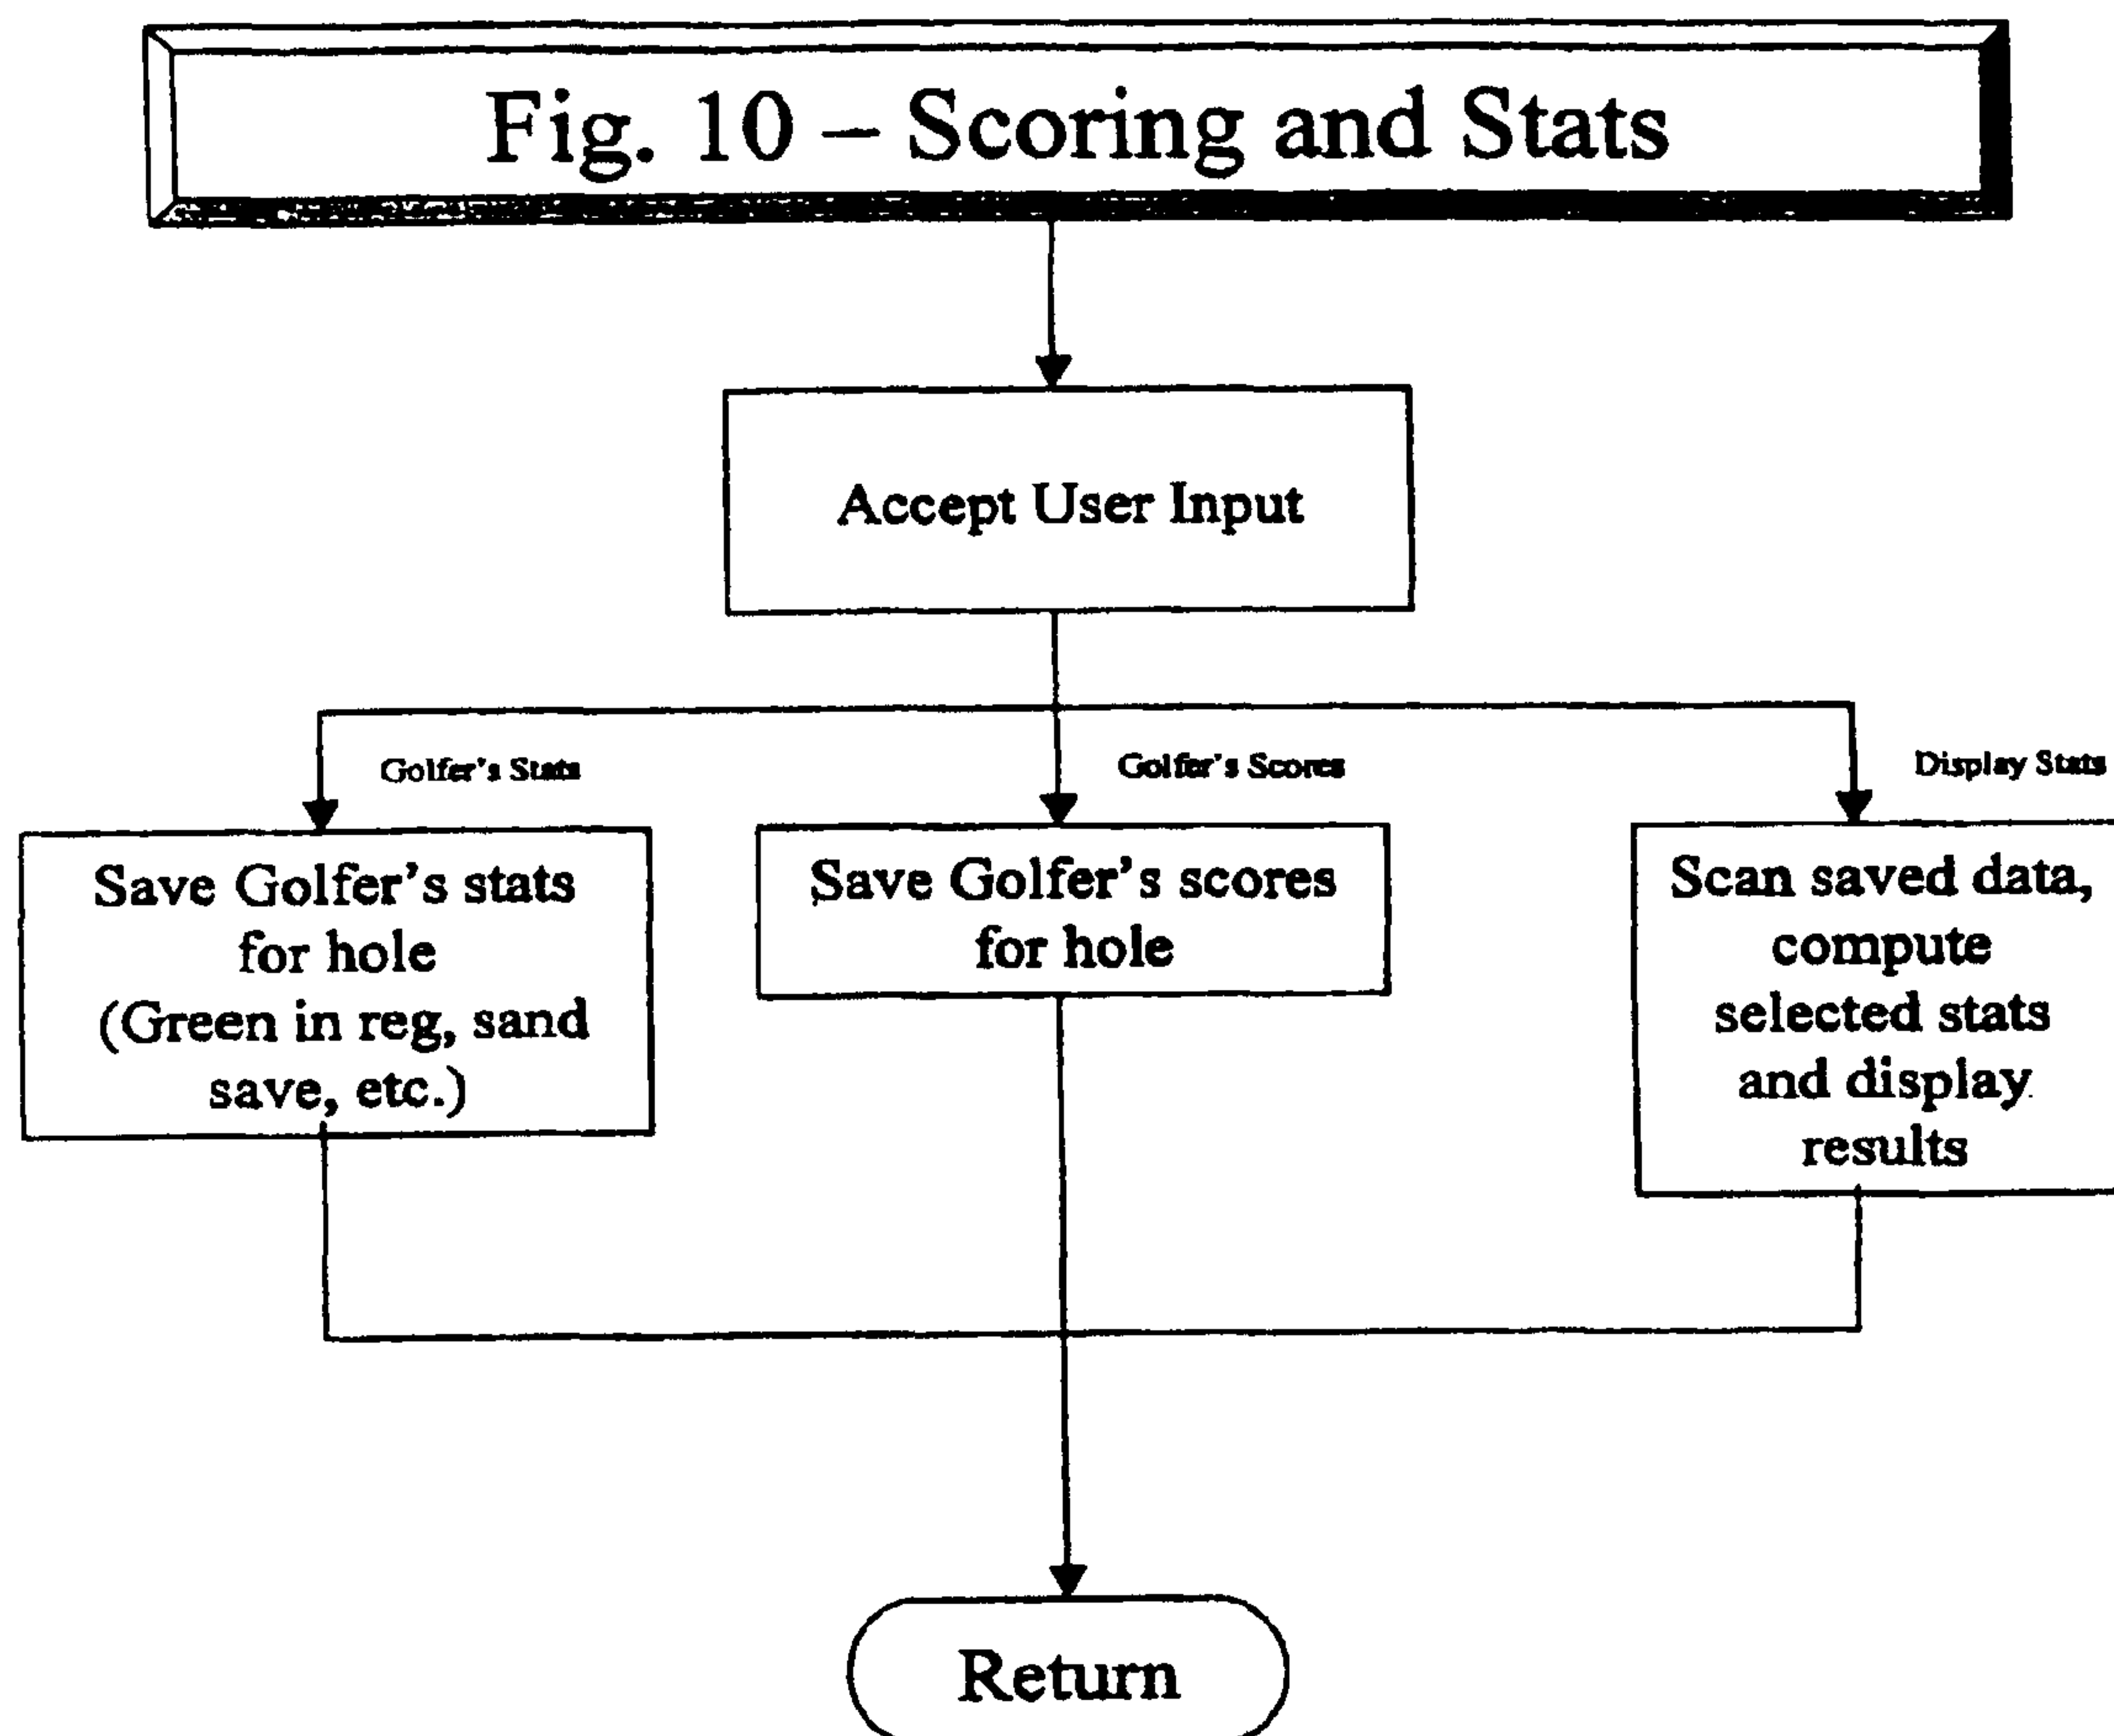 Fig. 10 – Scoring and Stats
Accept User Input
Golfer's Stats
Golfer's Scores
Display Stats
Save Golfer's stats
for hole
(Green in reg, sand
save, etc.)
Save Golfer's scores
for hole
Scan saved data,
compute
selected stats
and display
results
Return